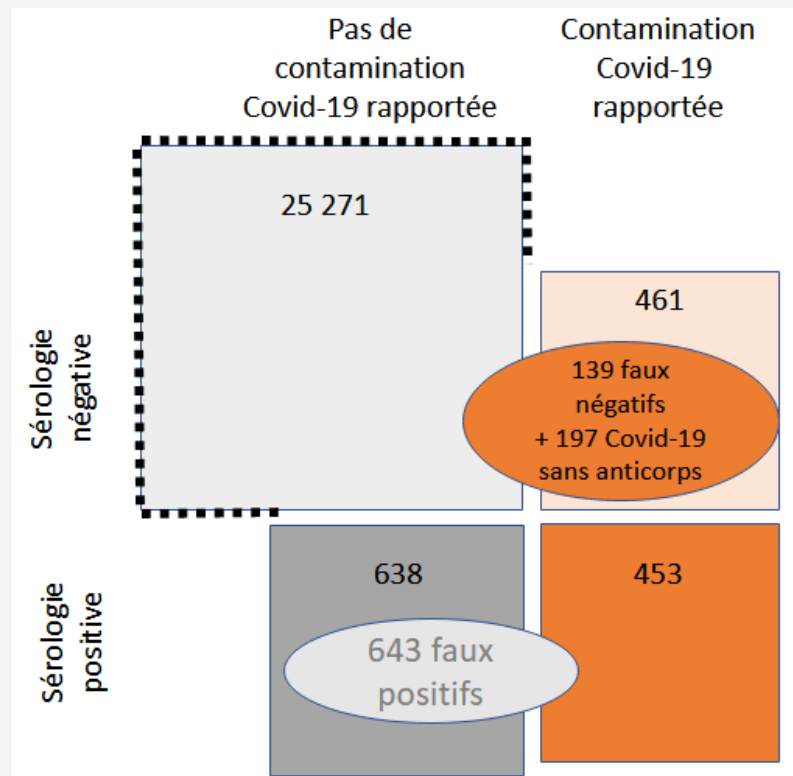 Pas de
contamination
Covid-19 rapportée
Contamination
Covid-19
rapportée
Sérologie
négative
25 271
461
139 faux
négatifs
+ 197 Covid-19
sans anticorps
Sérologie
positive
638
453
643 faux
positifs